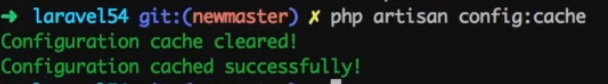 ➜ laravel54 git:(newmaster) ✗ php artisan config:cache
Configuration cache cleared!
Configuration cached successfully!